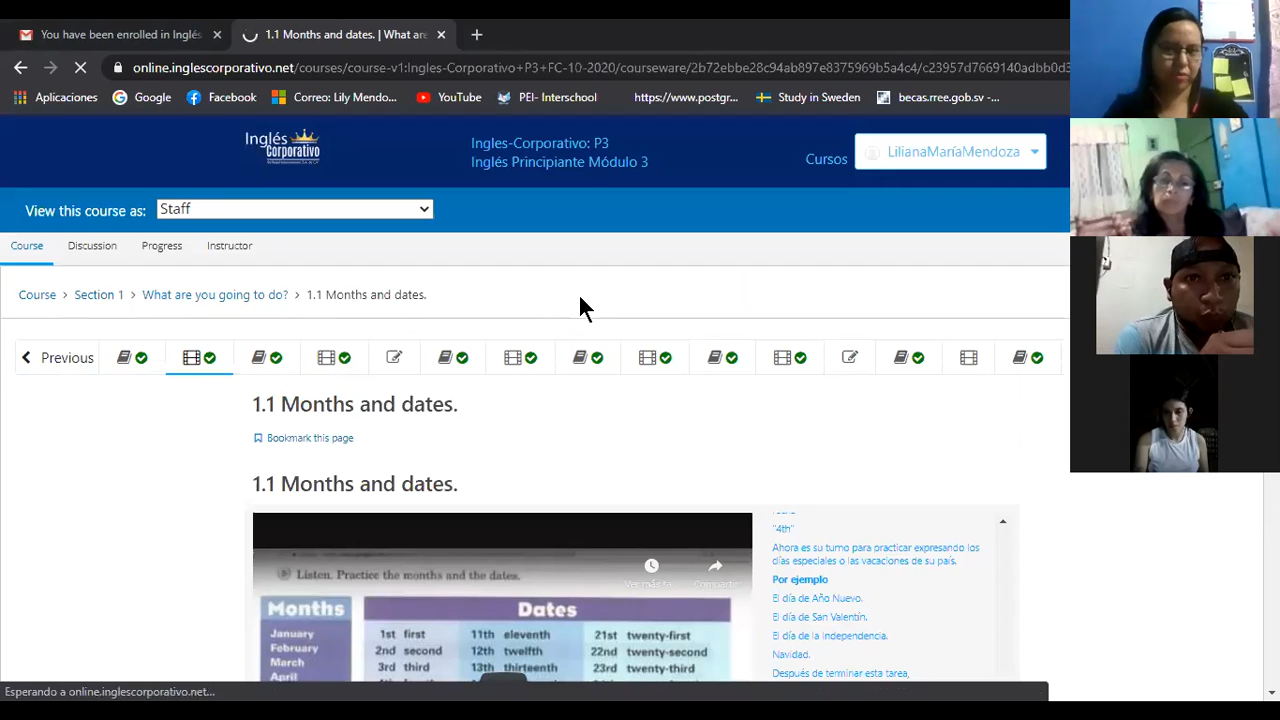 You have been enrolled in Inglés
1.1 Months and dates. | What are
online.inglescorporativo.net/courses/course-v1:Ingles-Corporativo
Aplicaciones
Google
Facebook
Correo: Lily Mendo...
YouTube
PEI- Interschool
https://www.postgr...
Study in Sweden
becas.rree.gob.sv -...
Inglés
Corporativo
Ingles-Corporativo: P3
Inglés Principiante Módulo 3
Cursos
LilianaMaríaMendoza
View this course as:
Staff
Course
Discussion
Progress
Instructor
Course > Section 1 > What are you going to do? > 1.1 Months and dates.
Previous
1.1 Months and dates.
Bookmark this page
1.1 Months and dates.
Listen. Practice the months and the dates.
Months
Dates
January
1st first
11th eleventh
21st twenty-first
February
2nd second
12th twelfth
22nd twenty-second
March
3rd third
13th thirteenth
23rd twenty-third
April
"4th"
Ahora es su turno para practicar expresando los
días especiales o las vacaciones de su país.
Por ejemplo
El día de Año Nuevo.
El día de San Valentín.
El día de la Independencia.
Navidad.
Después de terminar esta tarea,
Esperando a online.inglescorporativo.net...